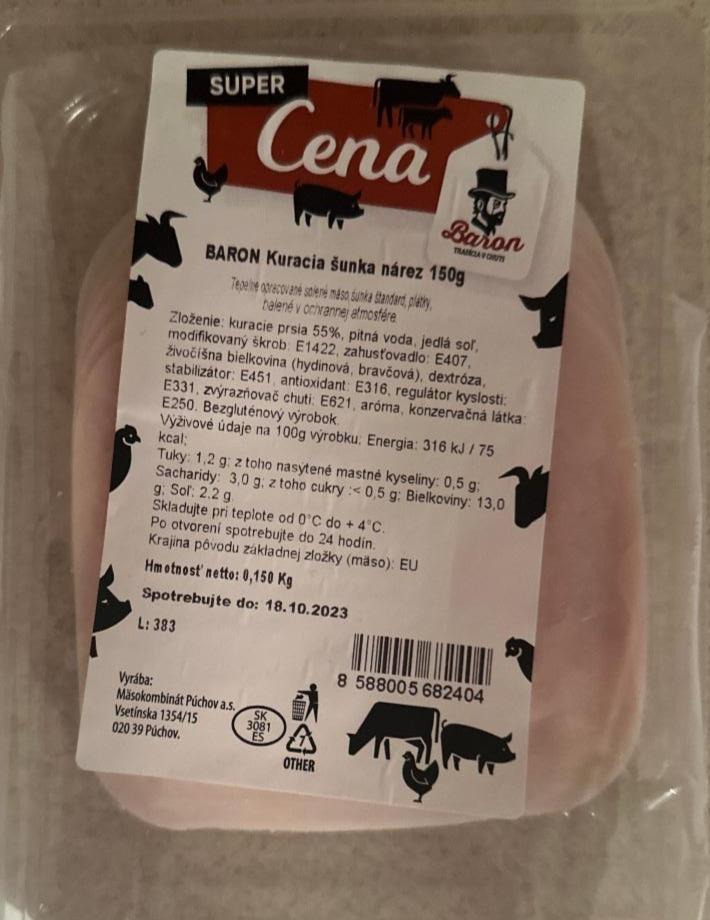 SUPER
Cena
Baron
TRADÍCIA V CHUTI
BARON Kuracia šunka nárez 150g
Tepelne opracované solené mäso, šunka štandard, plátky,
balené v ochrannej atmosfére.
Zloženie: kuracie prsia 55%, pitná voda, jedlá soľ,
modifikovaný škrob: E1422, zahusťovadlo: E407,
živočíšna bielkovina (hydinová, bravčová), dextróza,
stabilizátor: E451, antioxidant: E316, regulátor kyslosti:
E331, zvýrazňovač chuti: E621, aróma, konzervačná látka:
E250. Bezgluténový výrobok.
Výživové údaje na 100g výrobku: Energia: 316 kJ / 75
kcal;
Tuky: 1,2 g; z toho nasýtené mastné kyseliny: 0,5 g;
Sacharidy: 3,0 g; z toho cukry :< 0,5 g; Bielkoviny: 13,0
g; Soľ: 2,2 g.
Skladujte pri teplote od 0°C do + 4°C.
Po otvorení spotrebujte do 24 hodín.
Krajina pôvodu základnej zložky (mäso): EU
Hmotnosť netto: 0,150 Kg
Spotrebujte do: 18.10.2023
L: 383
8 588005 682404
Vyrába:
Mäsokombinát Púchov a.s.
Vsetínska 1354/15
020 39 Púchov.
SK
3081
ES
7
OTHER